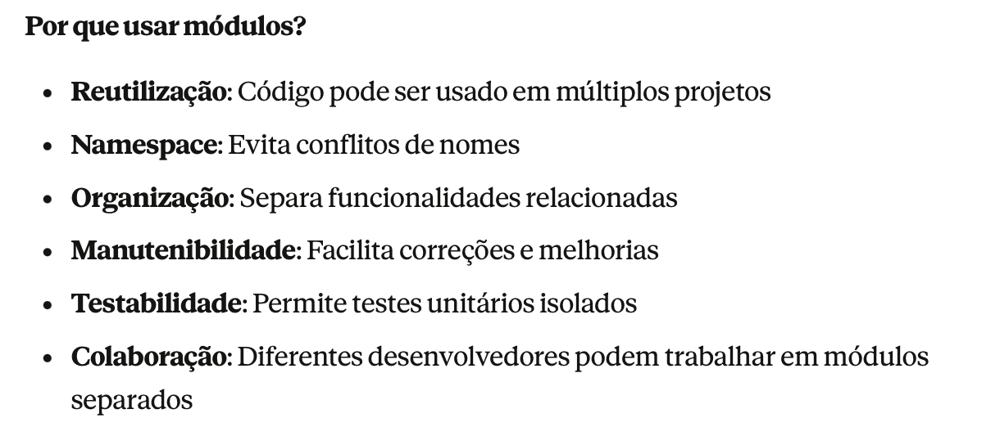 Por que usar módulos?
• Reutilização: Código pode ser usado em múltiplos projetos
• Namespace: Evita conflitos de nomes
• Organização: Separa funcionalidades relacionadas
• Manutenibilidade: Facilita correções e melhorias
• Testabilidade: Permite testes unitários isolados
• Colaboração: Diferentes desenvolvedores podem trabalhar em módulos
separados